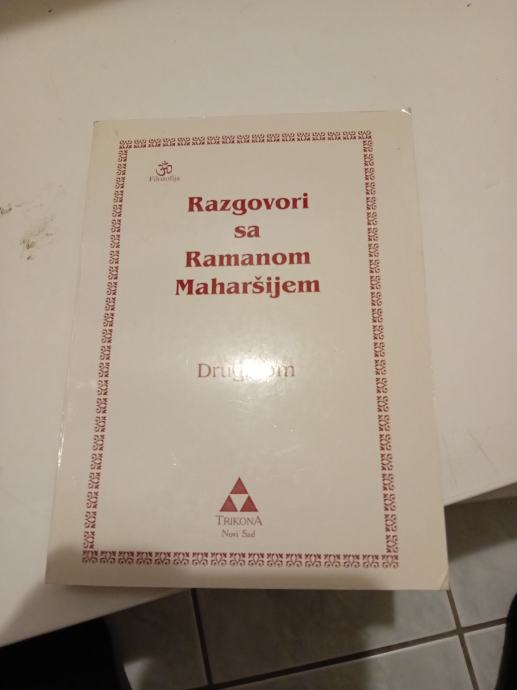 ॐ
Filozofija
Razgovori
sa
Ramanom
Maharšijem
Drugi tom
TRIKONA
Novi Sad